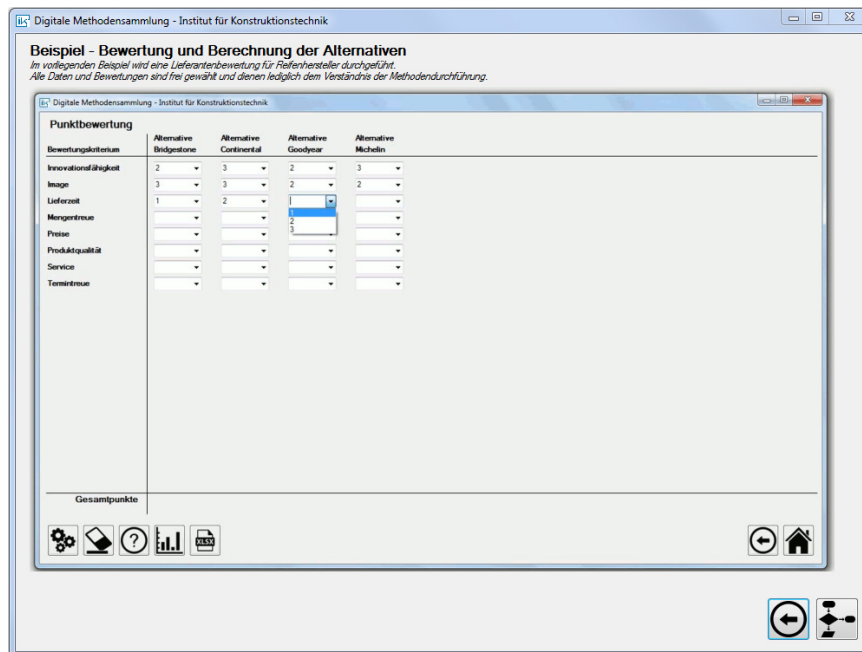 iK Digitale Methodensammlung - Institut für Konstruktionstechnik
Beispiel - Bewertung und Berechnung der Alternativen
Im vorliegenden Beispiel wird eine Lieferantenbewertung für Reifenhersteller durchgeführt.
Alle Daten und Bewertungen sind frei gewählt und dienen lediglich dem Verständnis der Methodendurchführung.
iK Digitale Methodensammlung - Institut für Konstruktionstechnik
Punktbewertung
Bewertungskriterium Alternative Bridgestone Alternative Continental Alternative Goodyear Alternative Michelin
Innovationsfähigkeit 2 3 2 3
Image 3 3 2 2
Lieferzeit 1 2
1
Mengentreue 2
Preise 3
Produktqualität
Service
Termintreue
Gesamtpunkte
?
XLSX